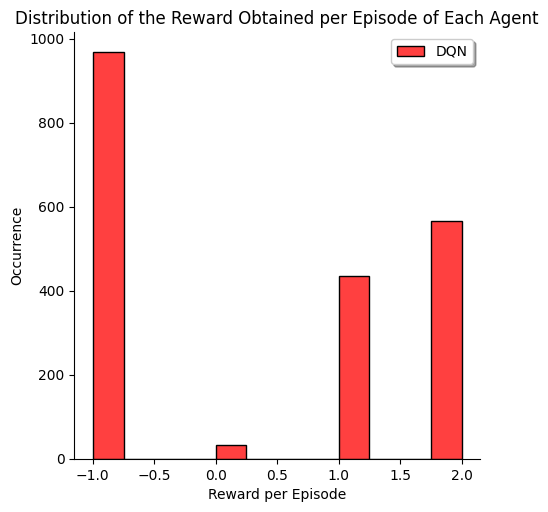 Distribution of the Reward Obtained per Episode of Each Agent
DQN
Occurrence
1000
800
600
400
200
0
−1.0 −0.5 0.0 0.5 1.0 1.5 2.0
Reward per Episode